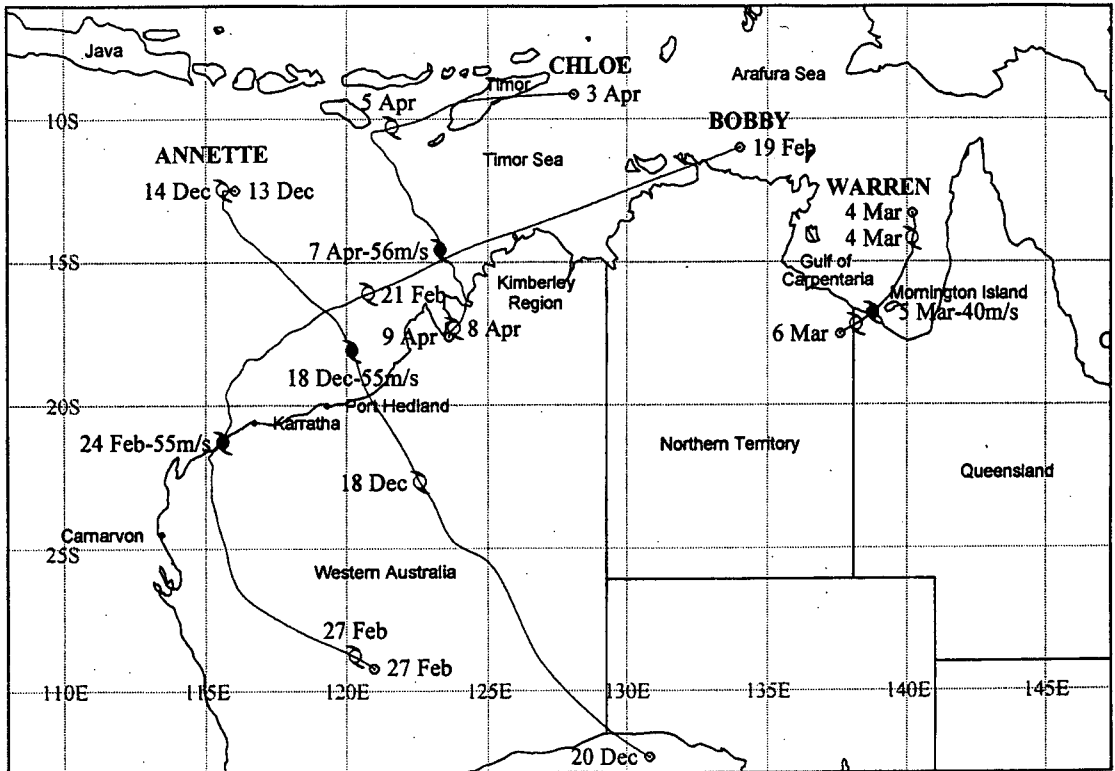 Java
CHLOE
Arafura Sea
Timor
5 Apr
3 Apr
10S
BOBBY
19 Feb
ANNETTE
Timor Sea
14 Dec
13 Dec
WARREN
4 Mar
4 Mar
7 Apr-56m/s
15S
Gulf of
Carpentaria
Kimberley
Region
21 Feb
Mornington Island
5 Mar-40m/s
9 Apr
8 Apr
6 Mar
18 Dec-55m/s
20S
Port Hedland
Karratha
24 Feb-55m/s
Northern Territory
Queensland
18 Dec
Carnarvon
25S
Western Australia
27 Feb
27 Feb
110E
115E
120E
125E
130E
135E
140E
145E
20 Dec